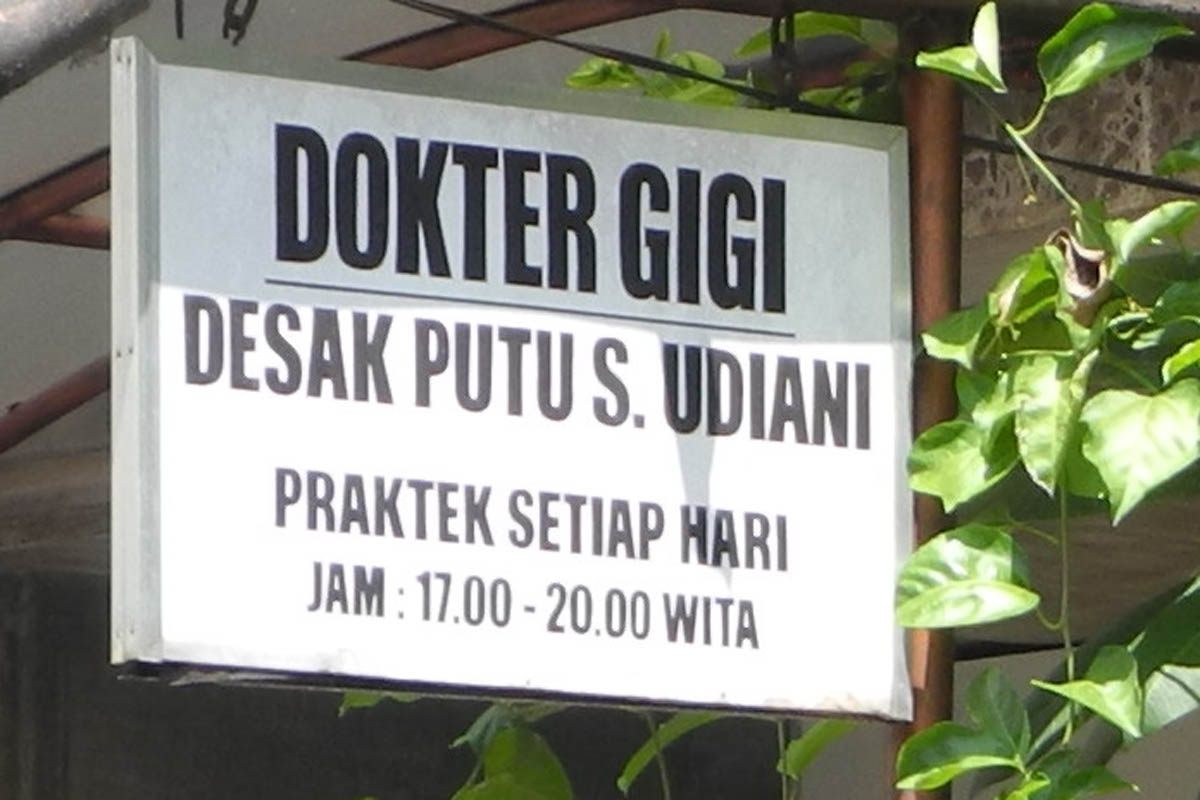 DOKTER GIGI
DESAK PUTU S. UDIANI
PRAKTEK SETIAP HARI
JAM : 17.00 - 20.00 WITA